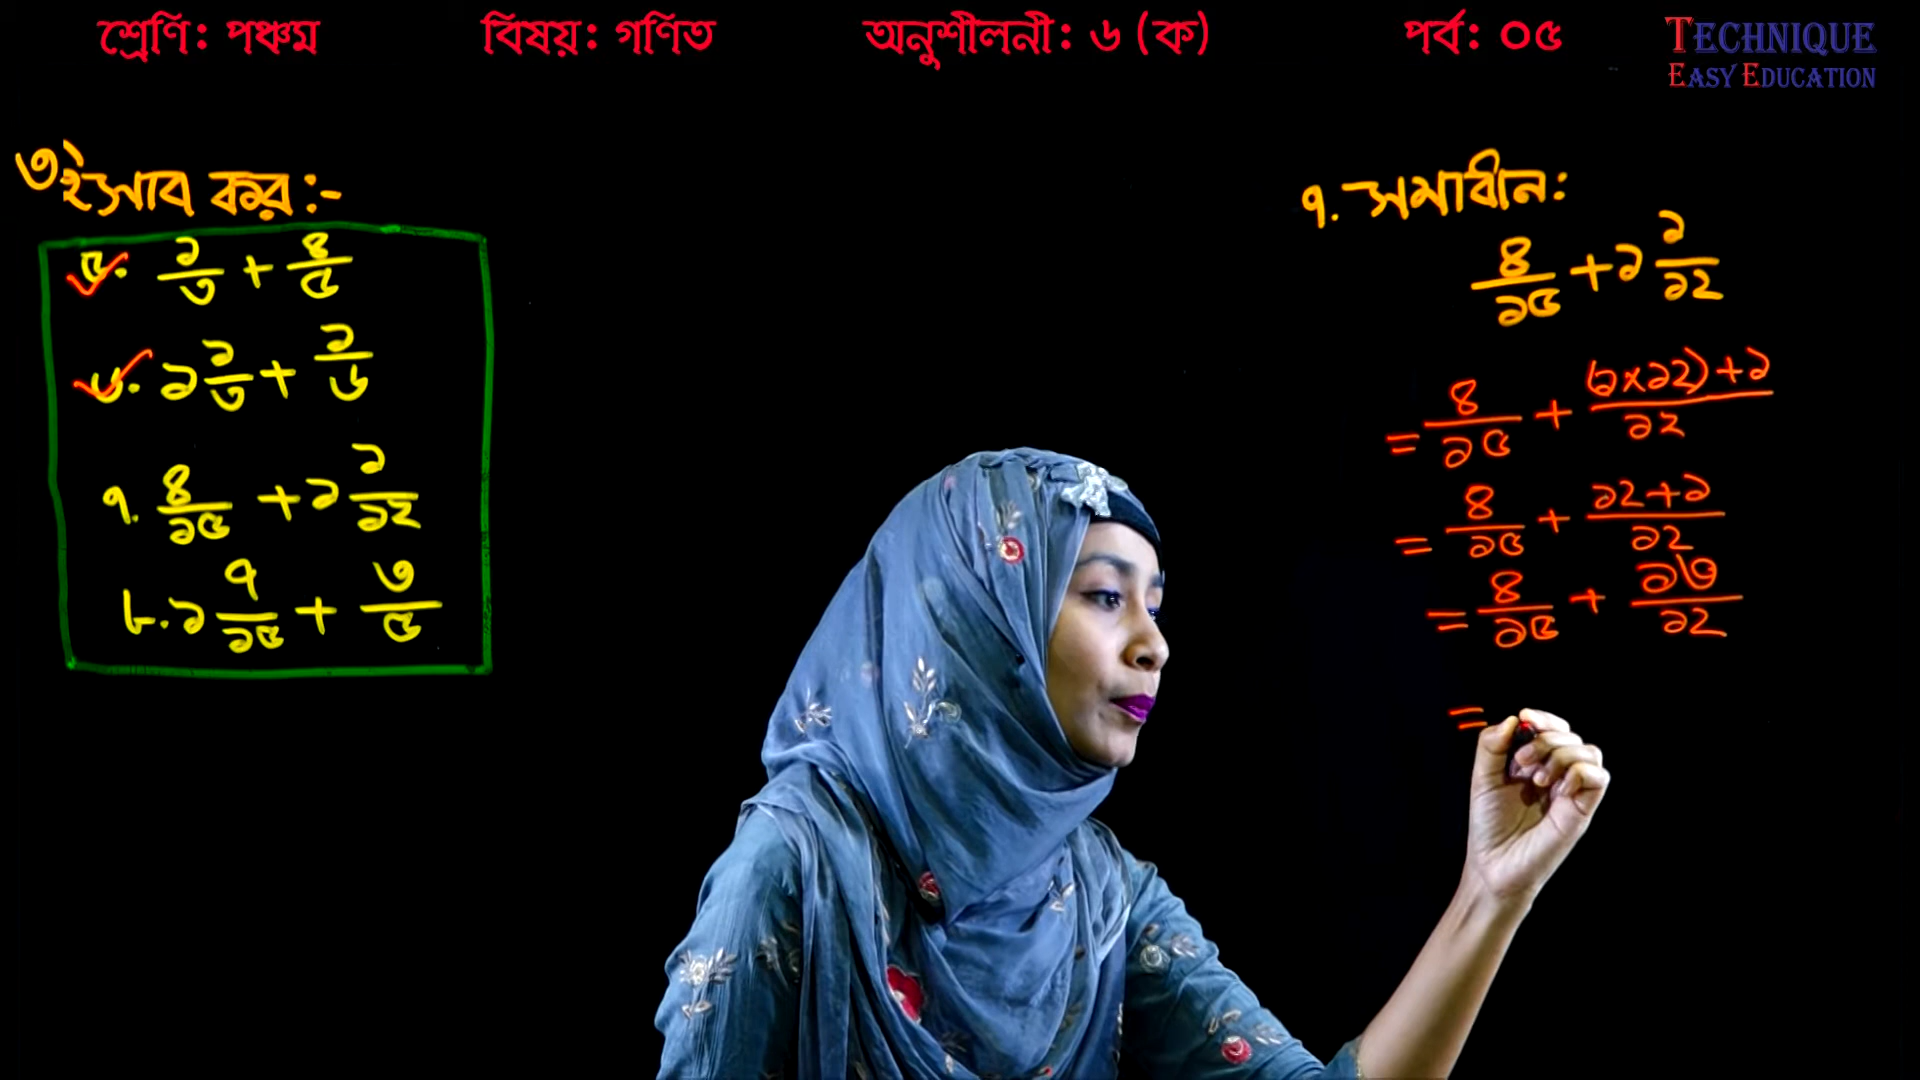 শ্রেণি: পঞ্চম বিষয়: গণিত অনুশীলনী: ৬ (ক) পর্ব: ০৫
TECHNIQUE
EASY EDUCATION
৩. হিসাব কর :-
৫. ১/৩ + ৪/৫
৬. ১ ১/৩ + ১/৬
৭. ৪/১৫ + ১ ১/১২
৮. ১ ৭/১৫ + ৩/৫
৭. সমাধান:
৪/১৫ + ১ ১/১২
= ৪/১৫ + (১×১২)+১/১২
= ৪/১৫ + ১২+১/১২
= ৪/১৫ + ১৩/১২
=